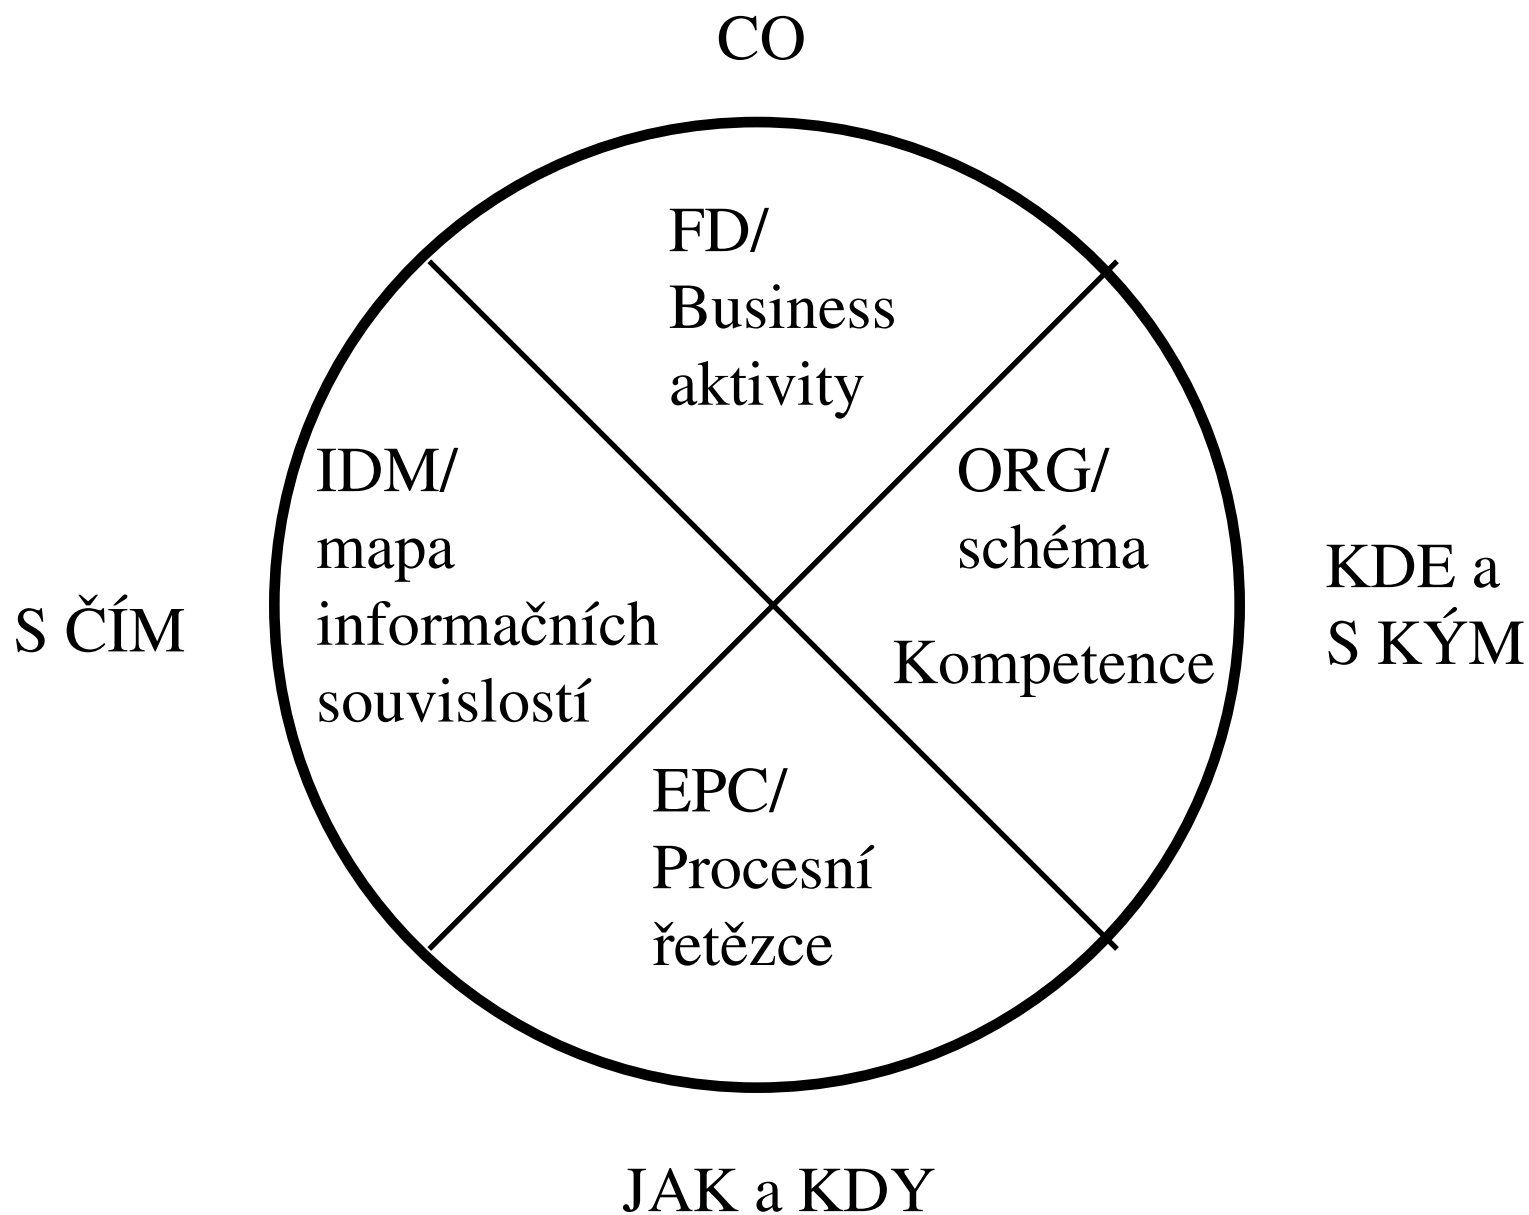 CO
FD/
Business
aktivity
IDM/
mapa
informačních
souvislostí
ORG/
schéma
Kompetence
S ČÍM
KDE a
S KÝM
EPC/
Procesní
řetězce
JAK a KDY